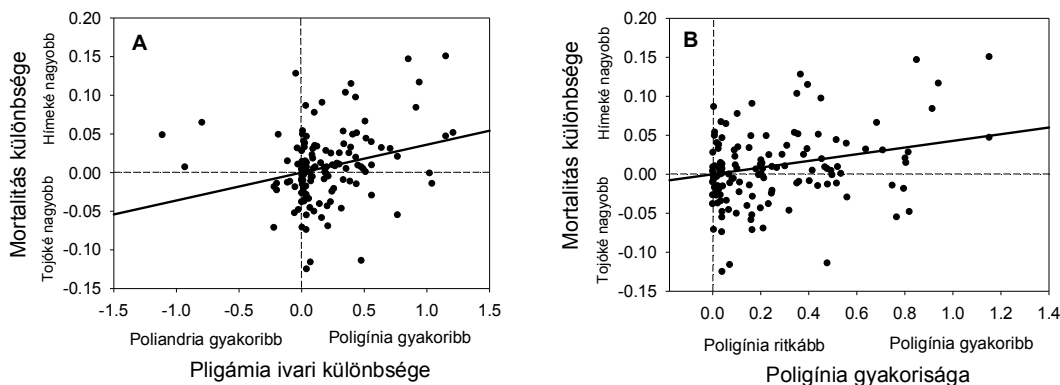 A
Mortalitás különbsége
Tojóké nagyobb Hímeké nagyobb
0.20
0.15
0.10
0.05
0.00
-0.05
-0.10
-0.15
-1.5 -1.0 -0.5 0.0 0.5 1.0 1.5
Poliandria gyakoribb Poligínia gyakoribb
Pligámia ivari különbsége
B
Mortalitás különbsége
Tojóké nagyobb Hímeké nagyobb
0.20
0.15
0.10
0.05
0.00
-0.05
-0.10
-0.15
0.0 0.2 0.4 0.6 0.8 1.0 1.2 1.4
Poligínia ritkább Poligínia gyakoribb
Poligínia gyakorisága